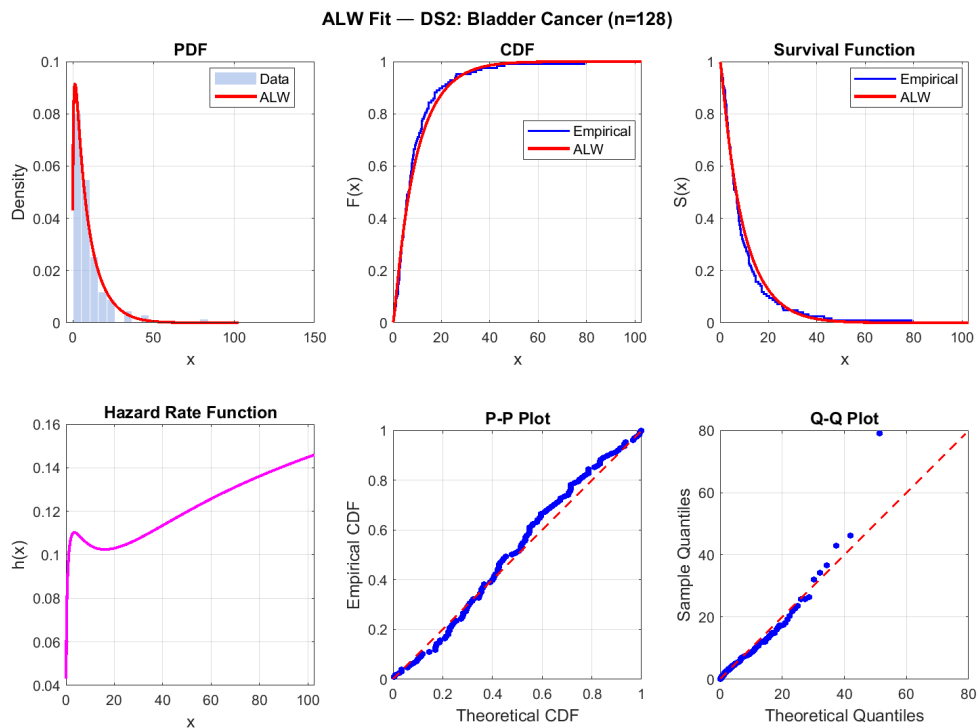 ALW Fit — DS2: Bladder Cancer (n=128)
PDF
0.1
0.08
0.06
0.04
0.02
0
Density
0 50 100 150
x
Data
ALW
CDF
1
0.8
0.6
0.4
0.2
0
F(x)
0 20 40 60 80 100
x
Empirical
ALW
Survival Function
1
0.8
0.6
0.4
0.2
0
S(x)
0 20 40 60 80 100
x
Empirical
ALW
Hazard Rate Function
0.16
0.14
0.12
0.1
0.08
0.06
0.04
h(x)
0 20 40 60 80 100
x
P-P Plot
1
0.8
0.6
0.4
0.2
0
Empirical CDF
0 0.2 0.4 0.6 0.8 1
Theoretical CDF
Q-Q Plot
80
60
40
20
0
Sample Quantiles
0 20 40 60 80
Theoretical Quantiles